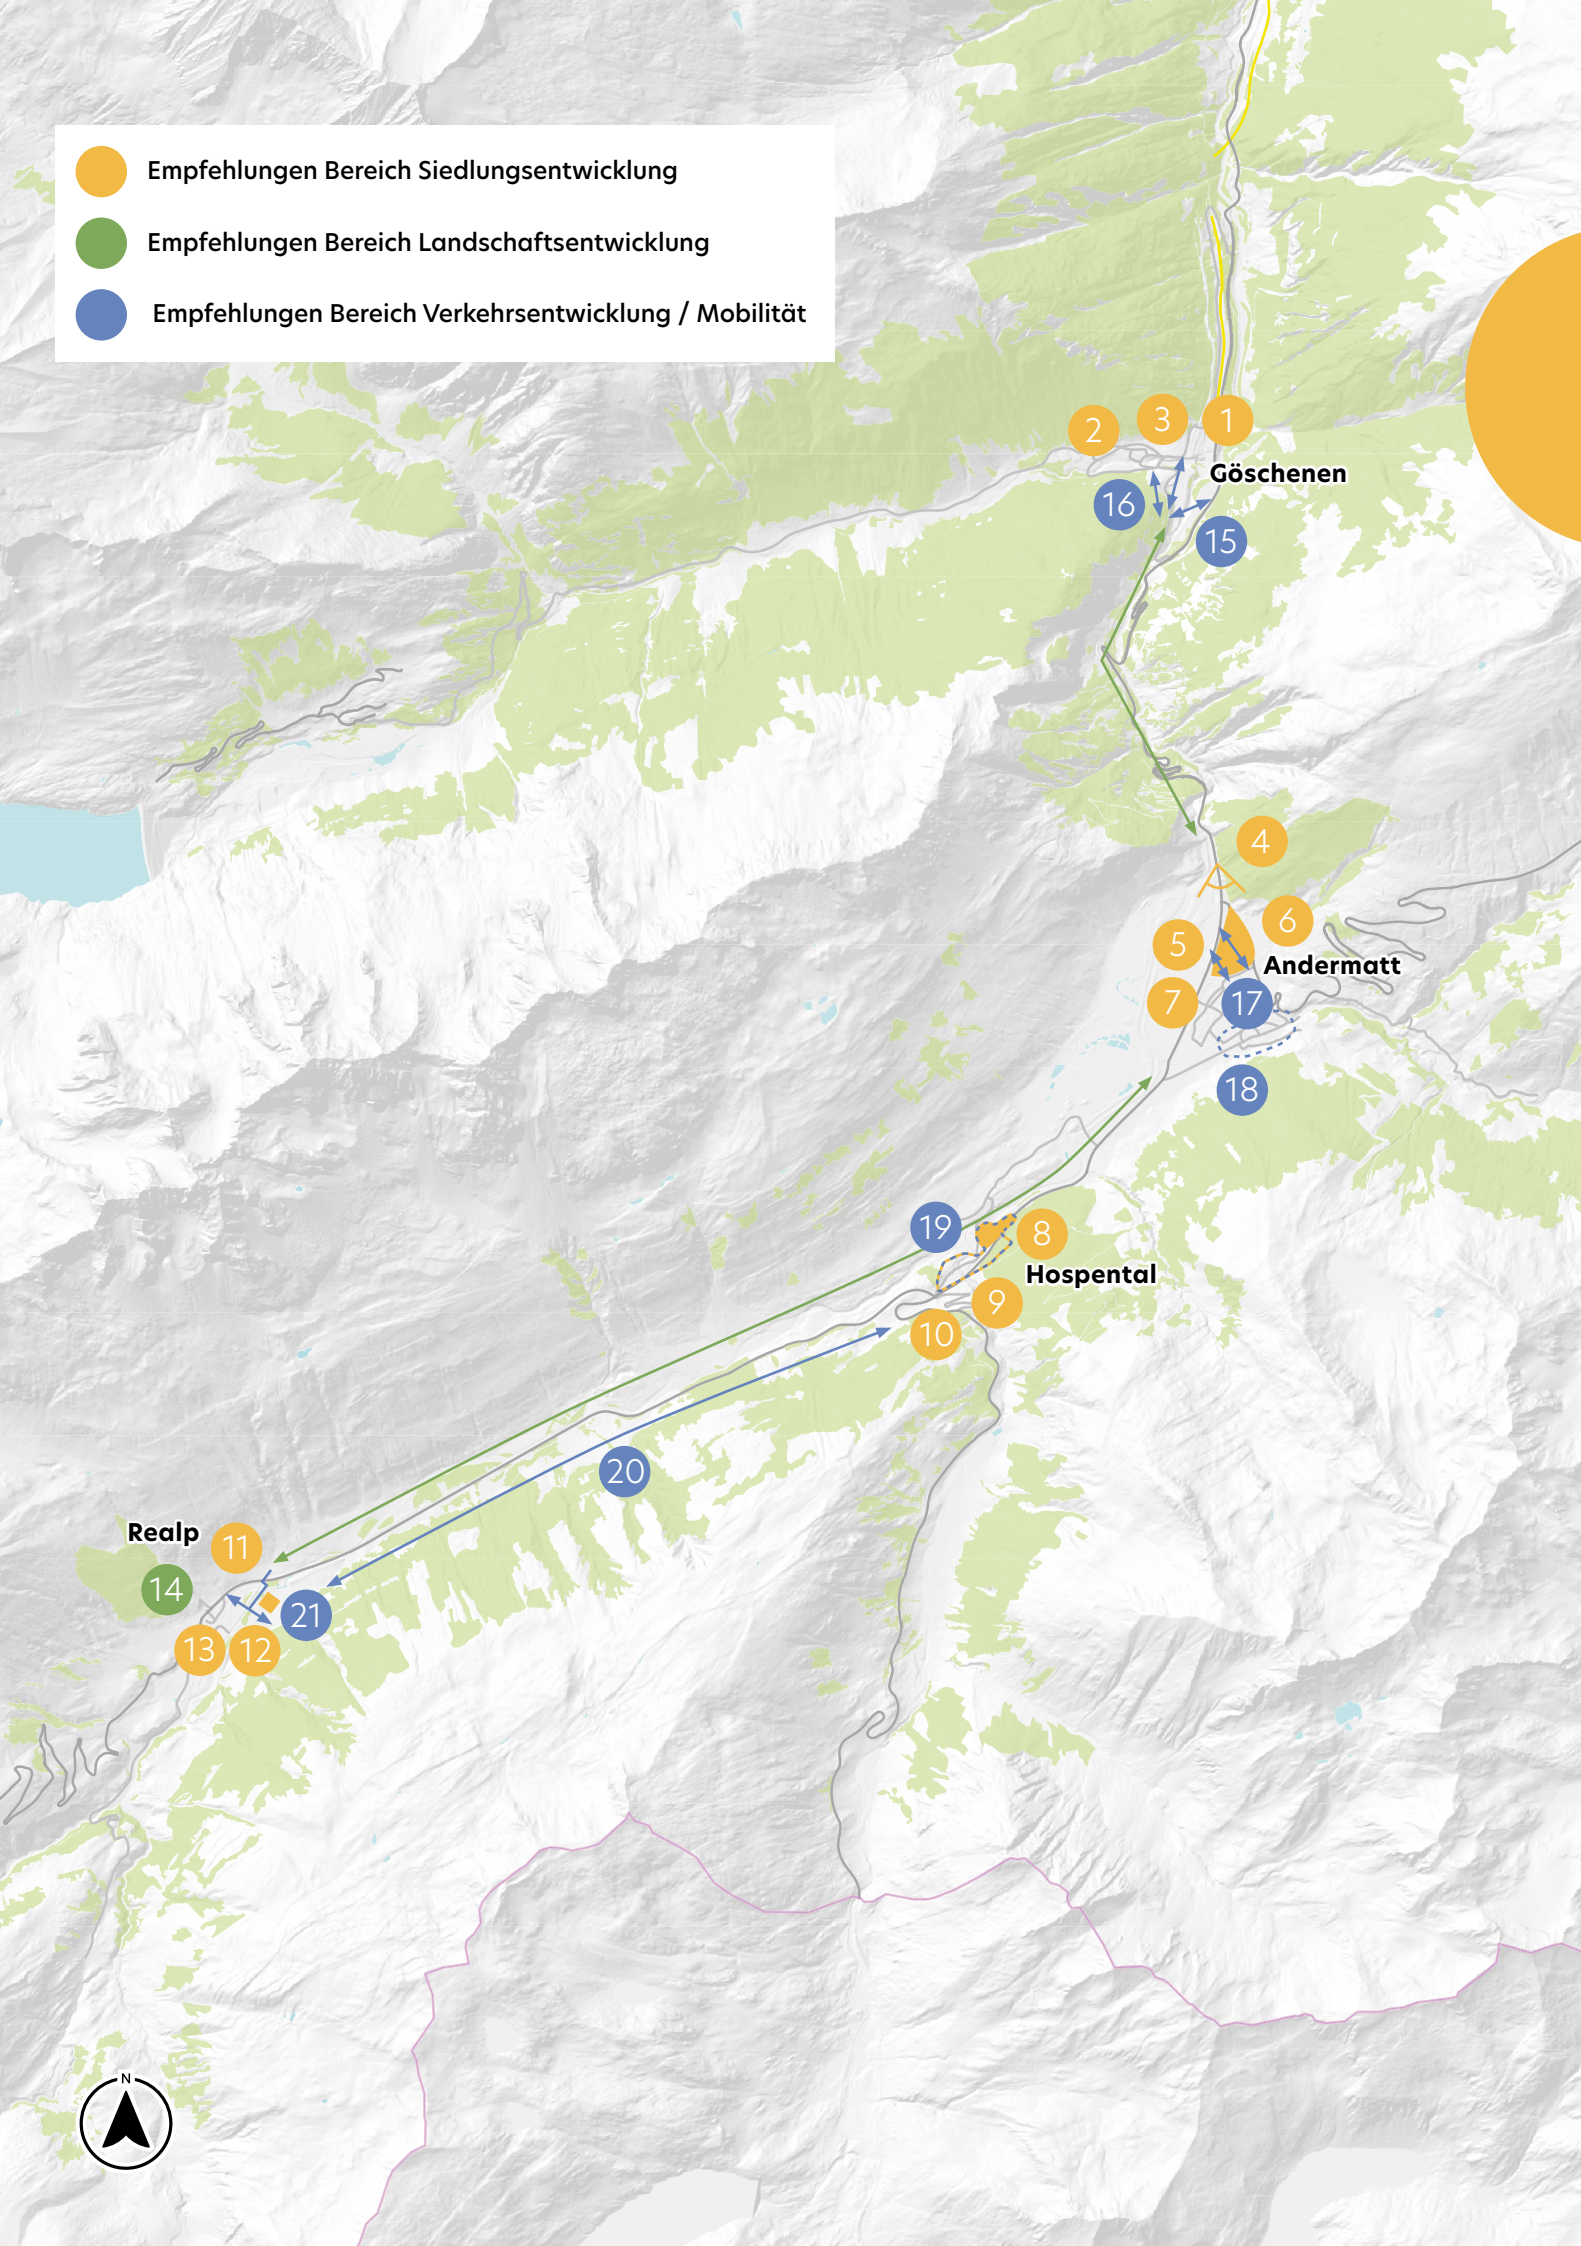 Empfehlungen Bereich Siedlungsentwicklung
Empfehlungen Bereich Landschaftsentwicklung
Empfehlungen Bereich Verkehrsentwicklung / Mobilität
2
3
1
Göschenen
16
15
4
6
5
Andermatt
7
17
18
19
8
Hospental
9
10
20
Realp
11
14
21
13
12
N